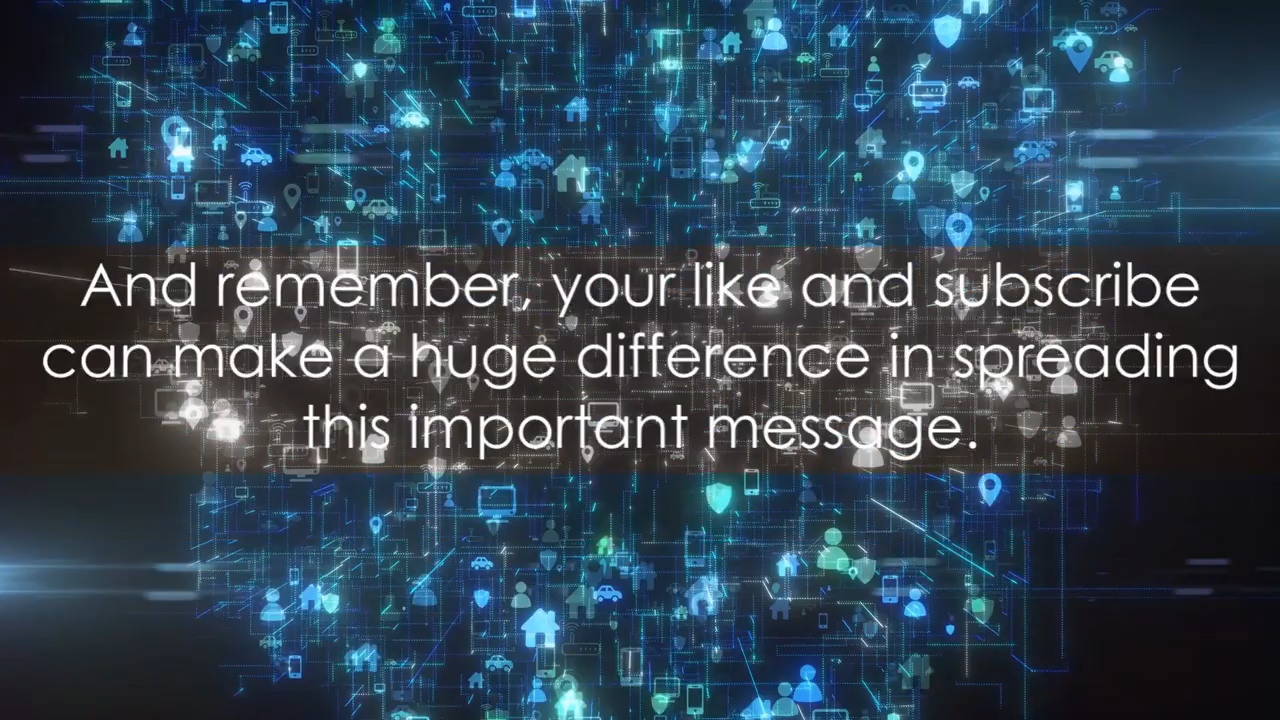 And remember, your like and subscribe
can make a huge difference in spreading
this important message.